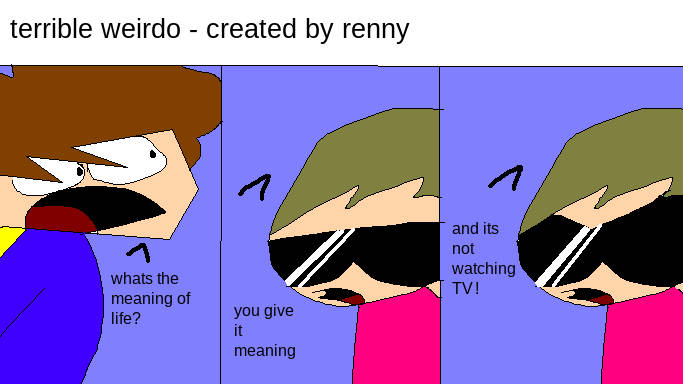 terrible weirdo - created by renny
whats the
meaning of
life?
you give
it
meaning
and its
not
watching
TV!